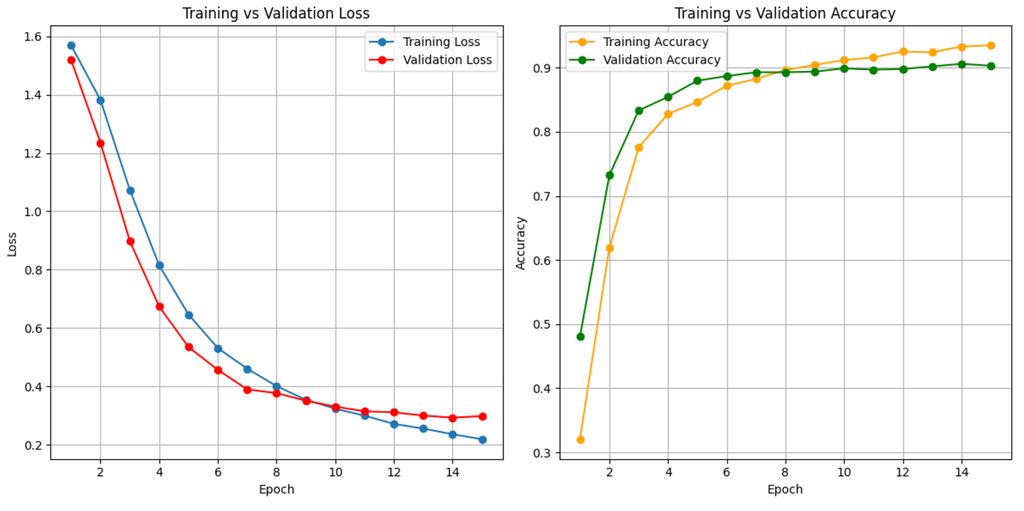 Training vs Validation Loss
Training Loss
Validation Loss
1.6
1.4
1.2
1.0
0.8
0.6
0.4
0.2
Loss
2 4 6 8 10 12 14
Epoch
Training vs Validation Accuracy
Training Accuracy
Validation Accuracy
0.9
0.8
0.7
0.6
0.5
0.4
0.3
Accuracy
2 4 6 8 10 12 14
Epoch